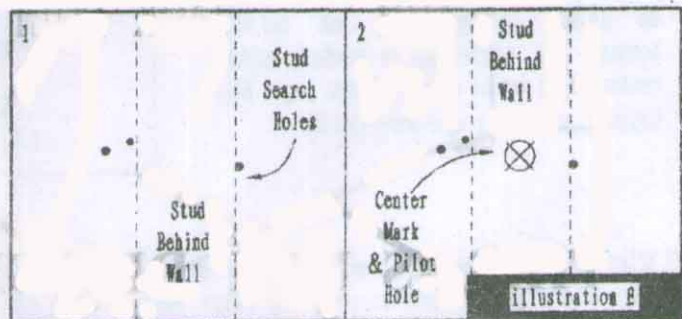 1
Stud
Search
Holes
Stud
Behind
Wall
2
Stud
Behind
Wall
Center
Mark
& Pilot
Hole
illustration E